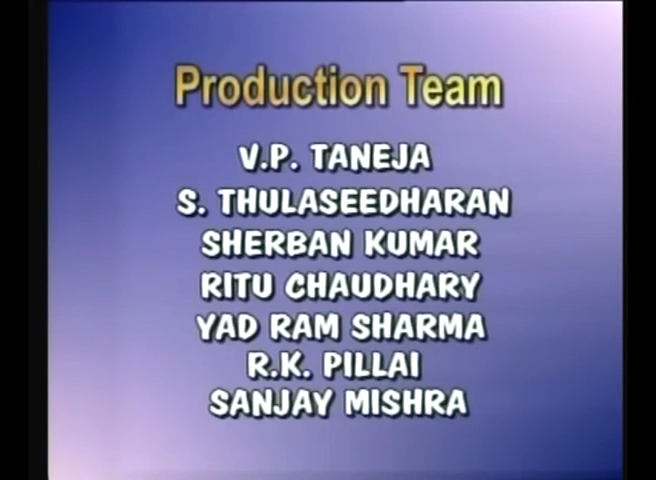 Production Team
V.P. TANEJA
S. THULASEEDHARAN
SHERBAN KUMAR
RITU CHAUDHARY
YAD RAM SHARMA
R.K. PILLAI
SANJAY MISHRA